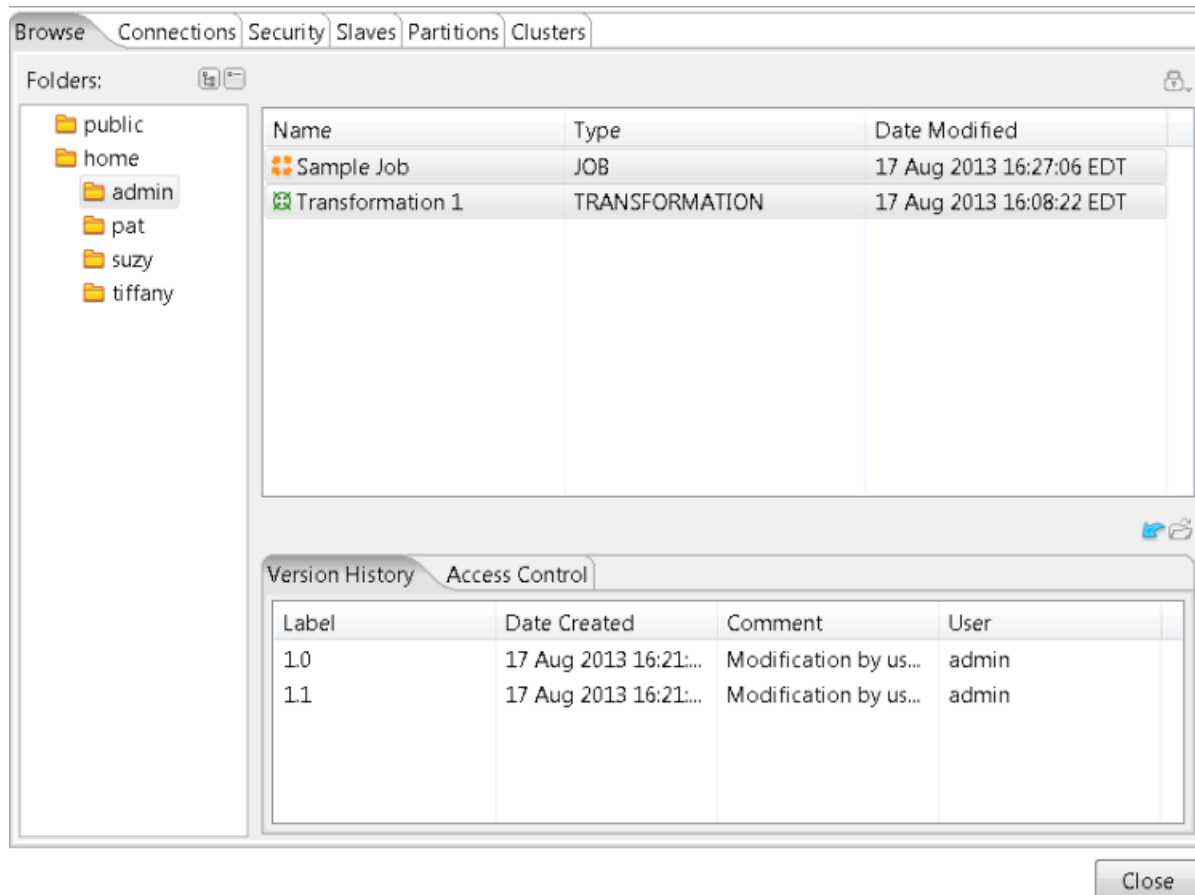 Browse Connections Security Slaves Partitions Clusters
Folders:
public
home
admin
pat
suzy
tiffany
Name Type Date Modified
Sample Job JOB 17 Aug 2013 16:27:06 EDT
Transformation 1 TRANSFORMATION 17 Aug 2013 16:08:22 EDT
Version History Access Control
Label Date Created Comment User
1.0 17 Aug 2013 16:21:... Modification by us... admin
1.1 17 Aug 2013 16:21:... Modification by us... admin
Close